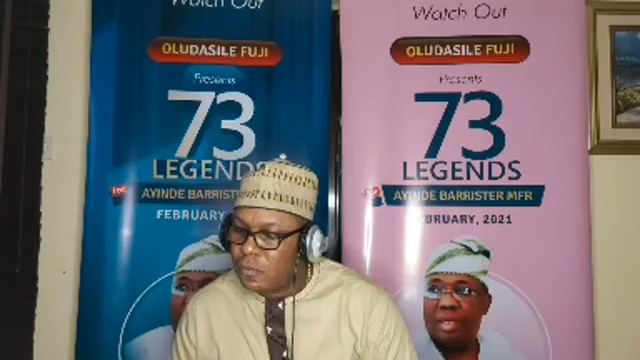 Watch Out
OLUDASILE FUJI
Presents
73
LEGENDS
AYINDE BARRISTER
FEBRUARY
Watch Out
OLUDASILE FUJI
Presents
73
LEGENDS
AYINDE BARRISTER MFR
FEBRUARY, 2021